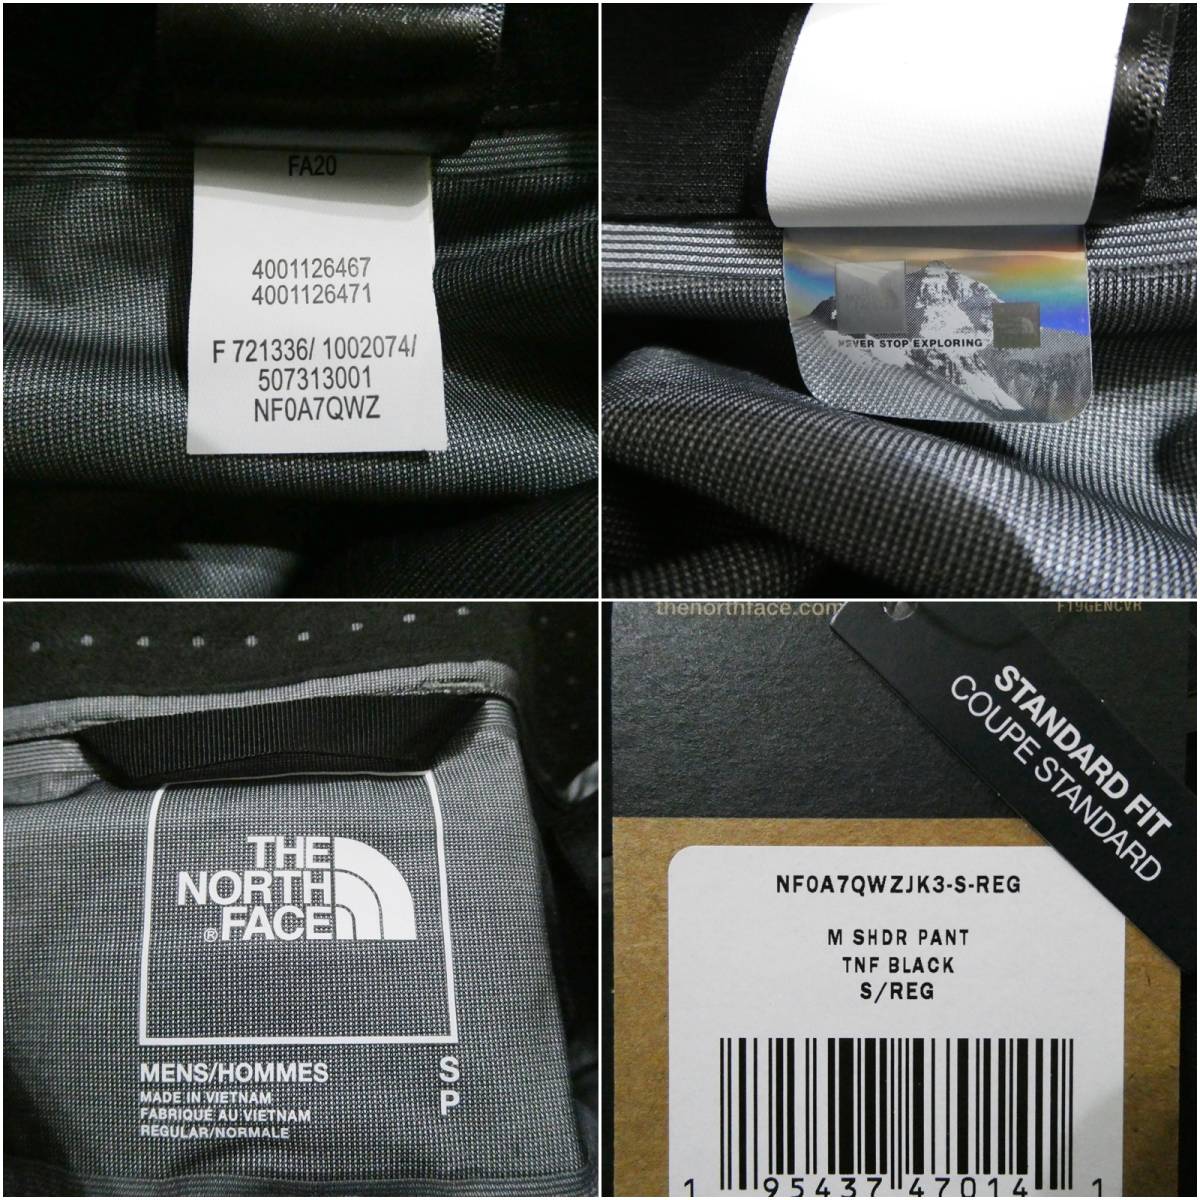 FA20
4001126467
4001126471
F 721336/ 1002074/
507313001
NF0A7QWZ
NEVER STOP EXPLORING
THE
NORTH
® FACE
MENS/HOMMES
MADE IN VIETNAM
FABRIQUÉ AU VIETNAM
REGULAR/NORMALE
S
P
thenorthface.com
FT9GENCVR
STANDARD FIT
COUPE STANDARD
NF0A7QWZJK3-S-REG
M SHDR PANT
TNF BLACK
S/REG
1 95437 47014 1